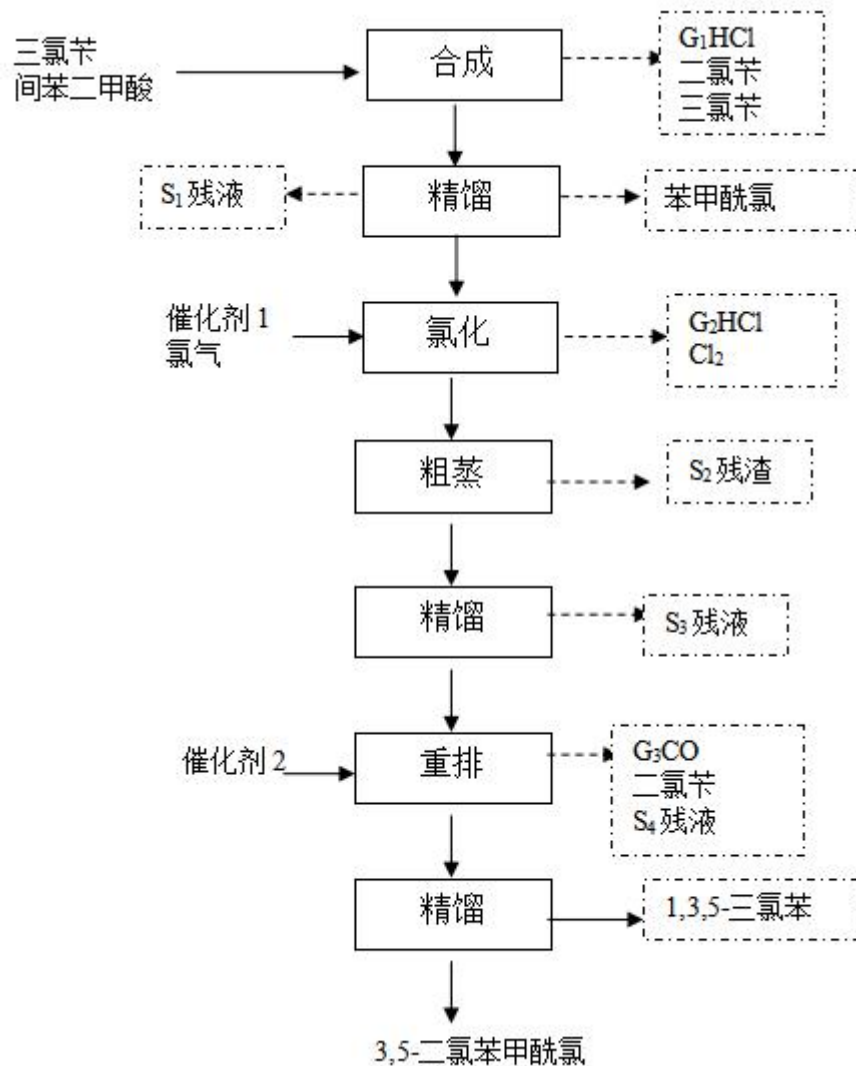 三氯苄
间苯二甲酸
合成
G₁HCl
二氯苄
三氯苄
S₁残液
精馏
苯甲酰氯
催化剂 1
氯气
氯化
G₂HCl
Cl₂
粗蒸
S₂残渣
精馏
S₃残液
催化剂 2
重排
G₃CO
二氯苄
S₄残液
精馏
1,3,5-三氯苯
3,5-二氯苯甲酰氯